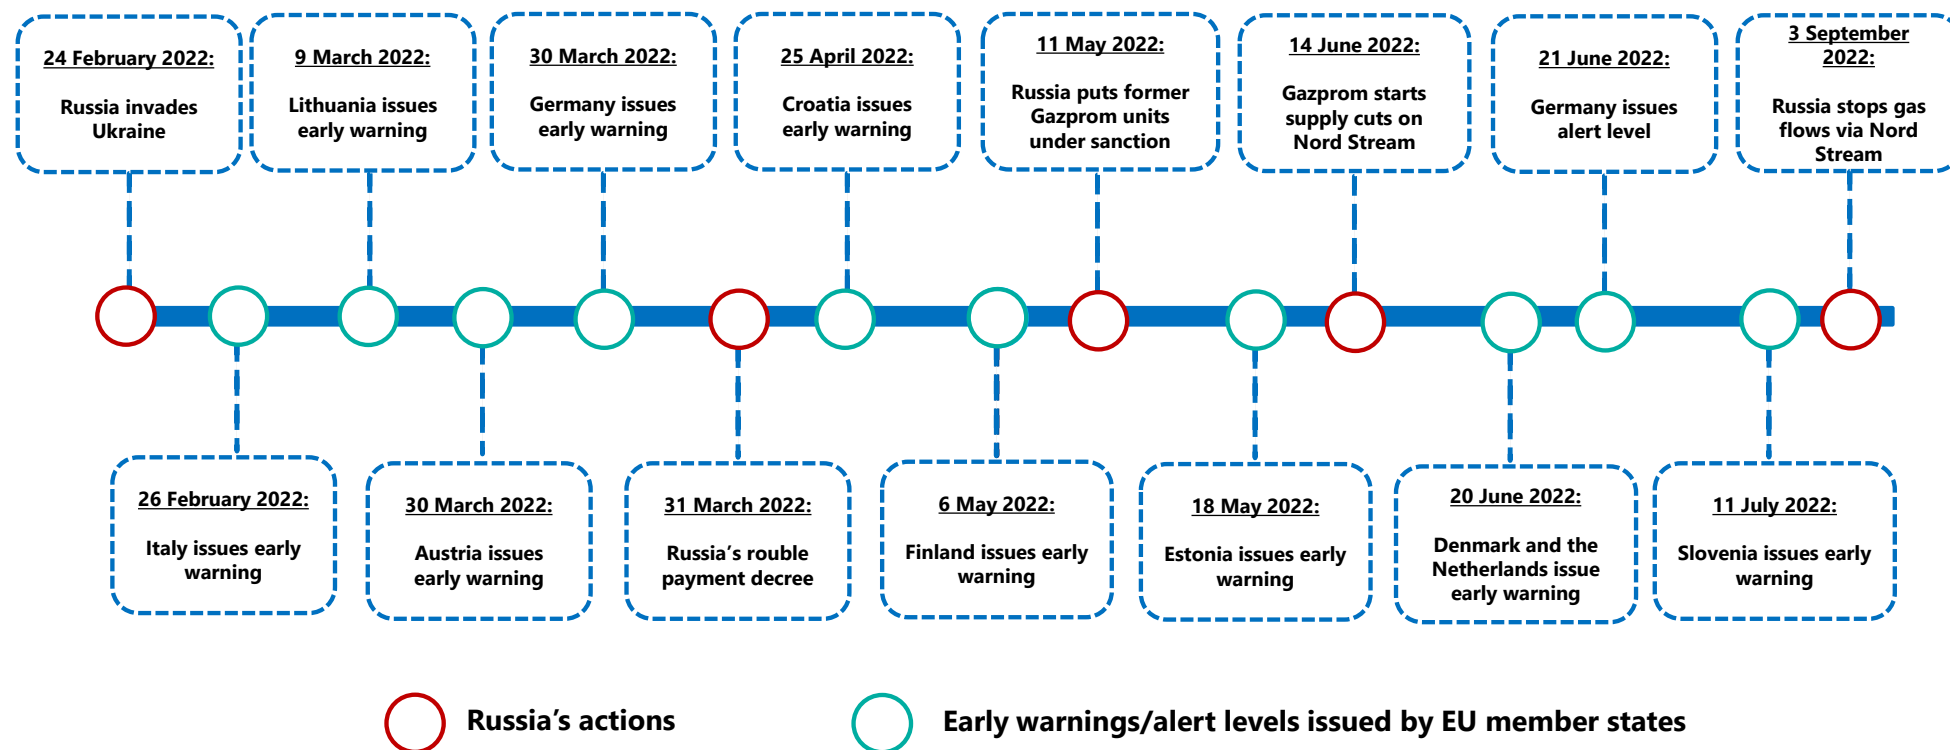 24 February 2022:
Russia invades
Ukraine
9 March 2022:
Lithuania issues
early warning
30 March 2022:
Germany issues
early warning
25 April 2022:
Croatia issues
early warning
11 May 2022:
Russia puts former
Gazprom units
under sanction
14 June 2022:
Gazprom starts
supply cuts on
Nord Stream
21 June 2022:
Germany issues
alert level
3 September
2022:
Russia stops gas
flows via Nord
Stream
26 February 2022:
Italy issues early
warning
30 March 2022:
Austria issues
early warning
31 March 2022:
Russia’s rouble
payment decree
6 May 2022:
Finland issues early
warning
18 May 2022:
Estonia issues early
warning
20 June 2022:
Denmark and the
Netherlands issue
early warning
11 July 2022:
Slovenia issues early
warning
Russia’s actions
Early warnings/alert levels issued by EU member states